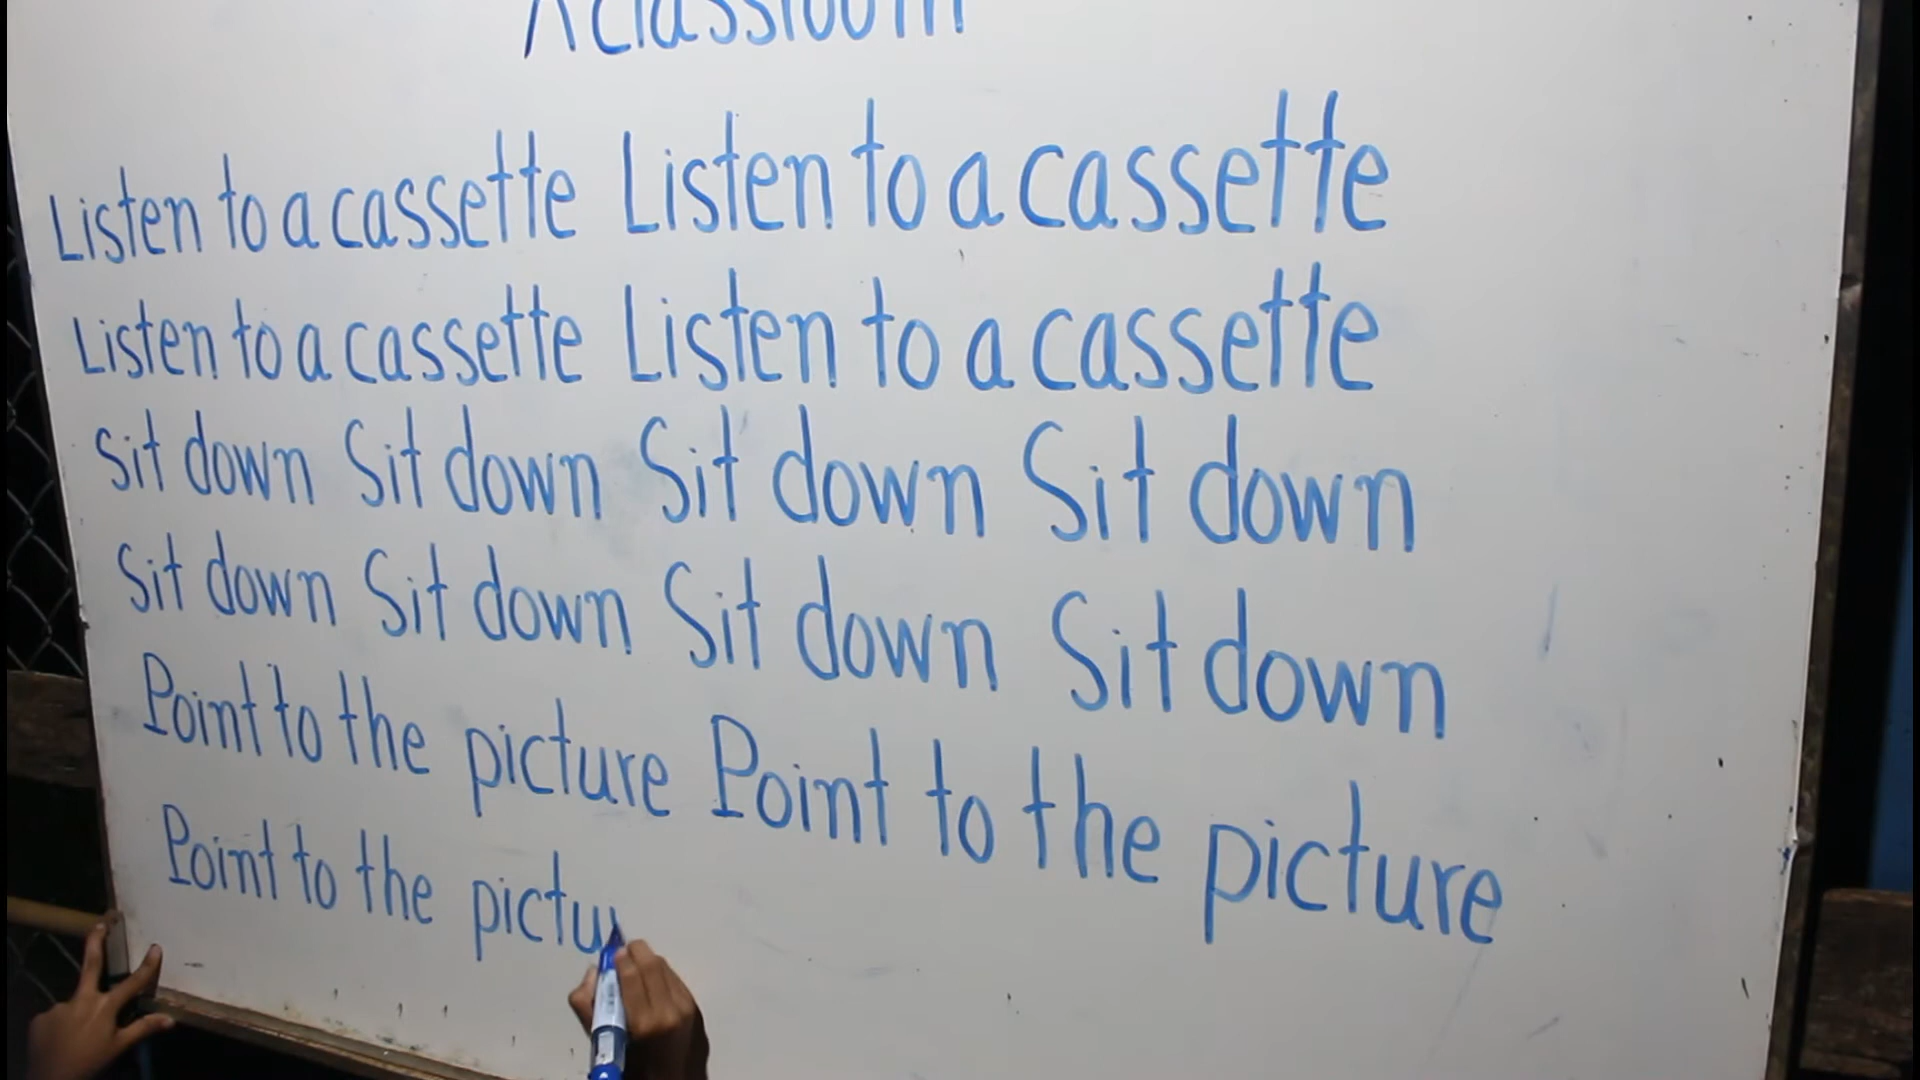 A classroom
Listen to a cassette Listen to a cassette
Listen to a cassette Listen to a cassette
Sit down Sit down Sit down Sit down
Sit down Sit down Sit down Sit down
Point to the picture Point to the picture
Point to the pictu